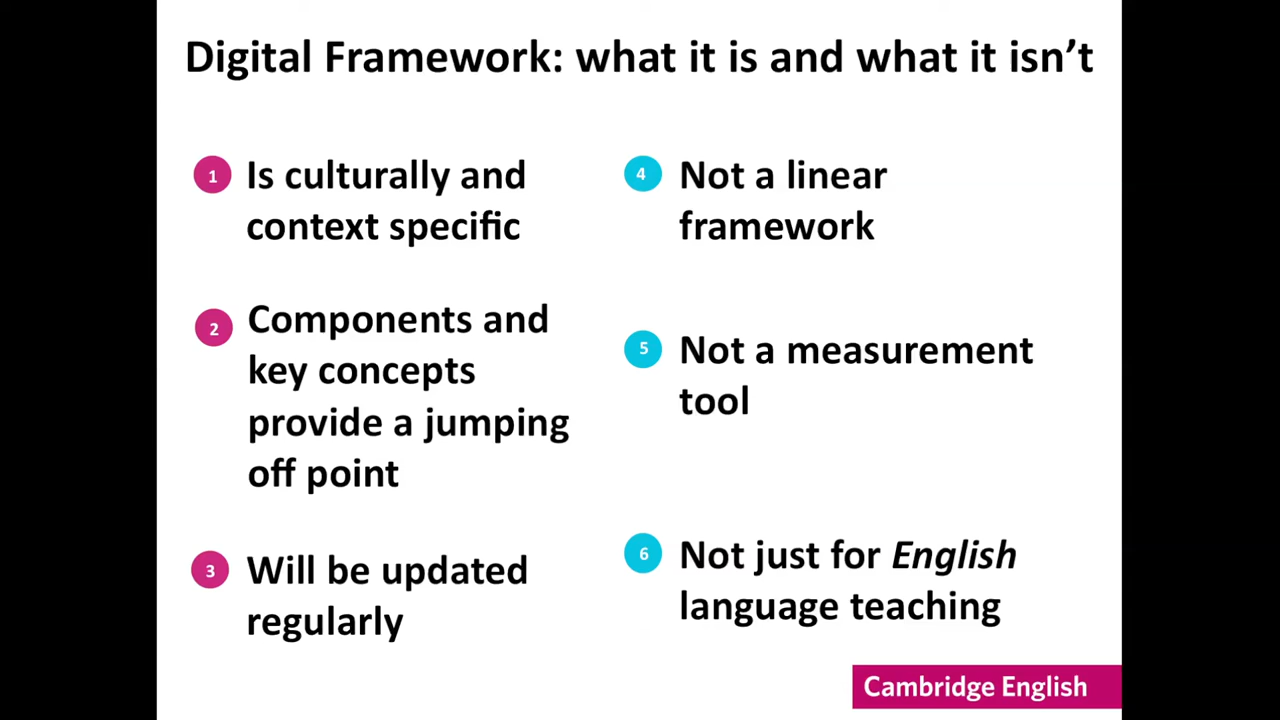 Digital Framework: what it is and what it isn’t
1 Is culturally and
context specific
2 Components and
key concepts
provide a jumping
off point
3 Will be updated
regularly
4 Not a linear
framework
5 Not a measurement
tool
6 Not just for English
language teaching
Cambridge English